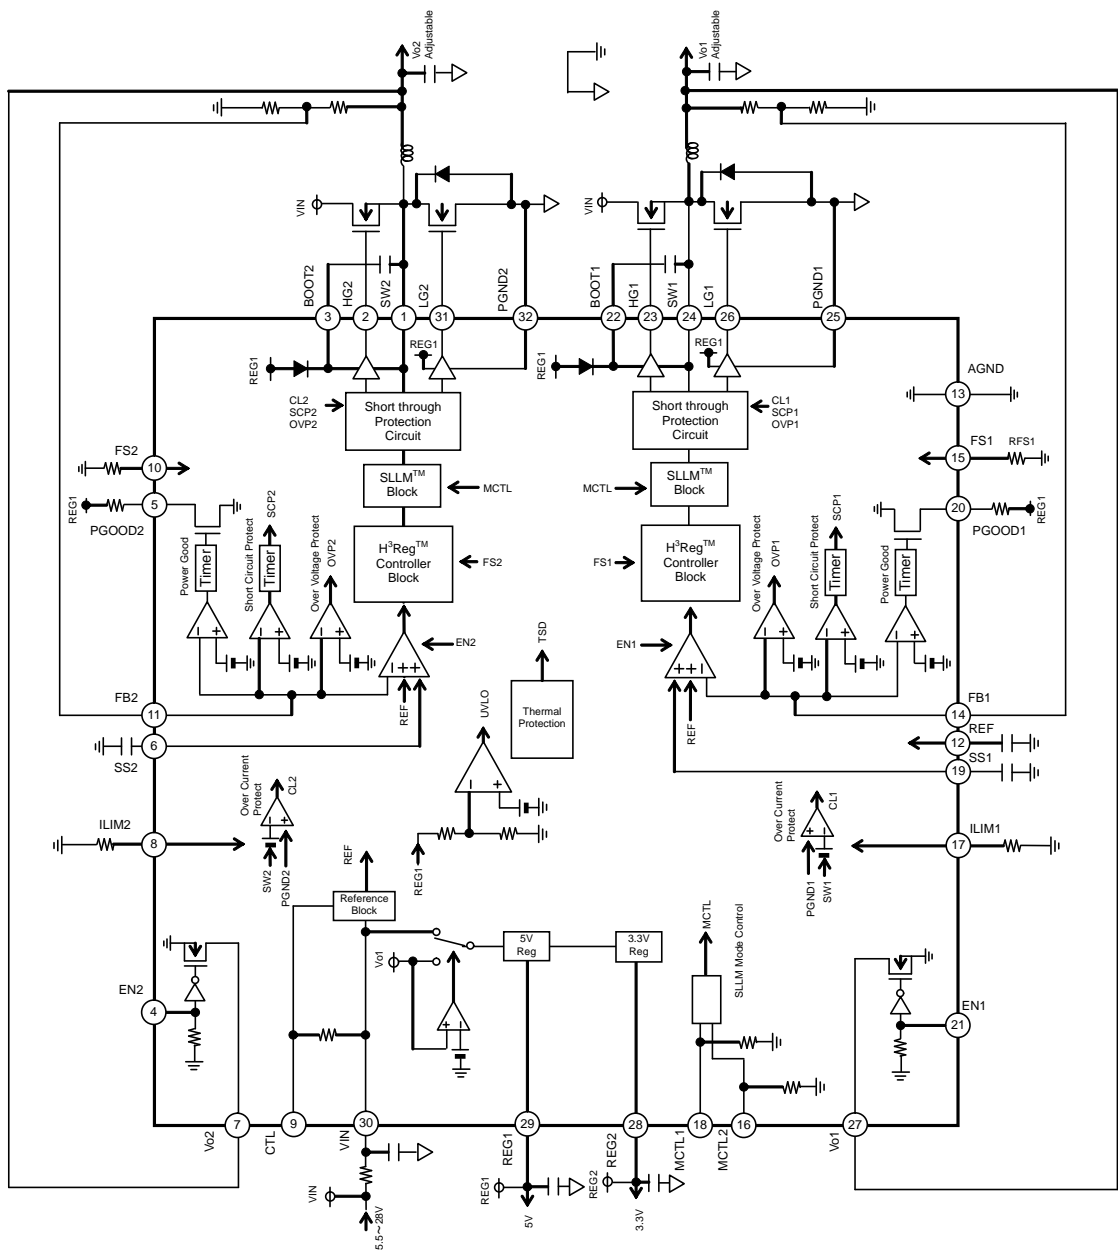 Vo2
Adjustable
Vo1
Adjustable
VIN
VIN
BOOT2
HG2
SW2
LG2
PGND2
BOOT1
HG1
SW1
LG1
PGND1
3
2
1
31
32
22
23
24
26
25
REG1
REG1
REG1
REG1
AGND
13
CL2
SCP2
OVP2
Short through
Protection
Circuit
Short through
Protection
Circuit
CL1
SCP1
OVP1
FS2
10
FS1
15
RFS1
SLLM™
Block
MCTL
MCTL
SLLM™
Block
REG1
5
PGOOD2
20
PGOOD1
REG1
H³Reg™
Controller
Block
FS2
FS1
H³Reg™
Controller
Block
Power Good
Timer
Short Circuit Protect
Timer
SCP2
Over Voltage Protect
OVP2
Over Voltage Protect
OVP1
Short Circuit Protect
Timer
SCP1
Power Good
Timer
EN2
EN1
REF
REF
TSD
Thermal
Protection
UVLO
REG1
FB2
11
FB1
14
REF
12
SS1
19
6
SS2
Over Current
Protect
CL2
SW2
PGND2
Over Current
Protect
CL1
PGND1
SW1
ILIM2
8
ILIM1
17
REF
Reference
Block
Vo1
5V
Reg
3.3V
Reg
MCTL
SLLM Mode Control
EN2
4
EN1
21
7
9
30
29
28
18
16
27
Vo2
CTL
VIN
REG1
REG2
MCTL1
MCTL2
Vo1
VIN
5.5~28V
REG1
5V
REG2
3.3V